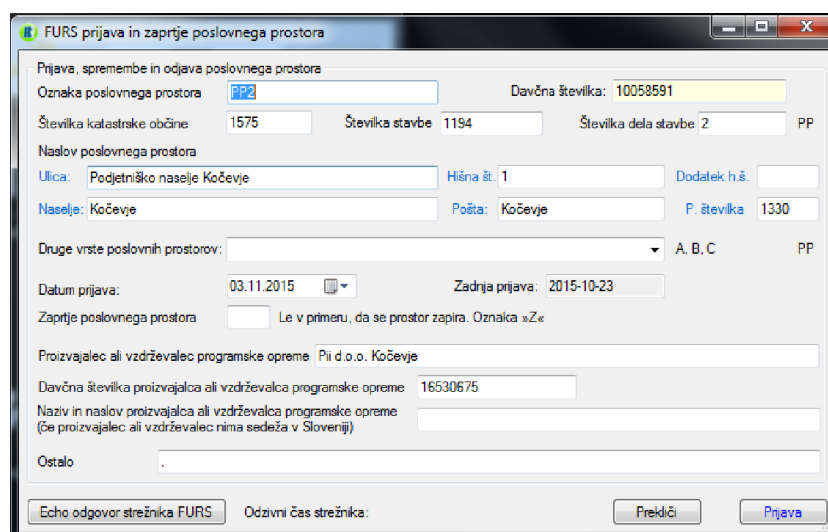 FURS prijava in zaprtje poslovnega prostora
Prijava, spremembe in odjava poslovnega prostora
Oznaka poslovnega prostora PP2 Davčna številka: 10058591
Številka katastrske občine 1575 Številka stavbe 1194 Številka dela stavbe 2 PP
Naslov poslovnega prostora
Ulica: Podjetniško naselje Kočevje Hišna št. 1 Dodatek h.š.
Naselje: Kočevje Pošta: Kočevje P. številka 1330
Druge vrste poslovnih prostorov: A, B, C PP
Datum prijava: 03.11.2015 Zadnja prijava: 2015-10-23
Zaprtje poslovnega prostora Le v primeru, da se prostor zapira. Oznaka »Z«
Proizvajalec ali vzdrževalec programske opreme Pii d.o.o. Kočevje
Davčna številka proizvajalca ali vzdrževalca programske opreme 16530675
Naziv in naslov proizvajalca ali vzdrževalca programske opreme
(če proizvajalec ali vzdrževalec nima sedeža v Sloveniji)
Ostalo .
Echo odgovor strežnika FURS Odzivni čas strežnika: Prekliči Prijava